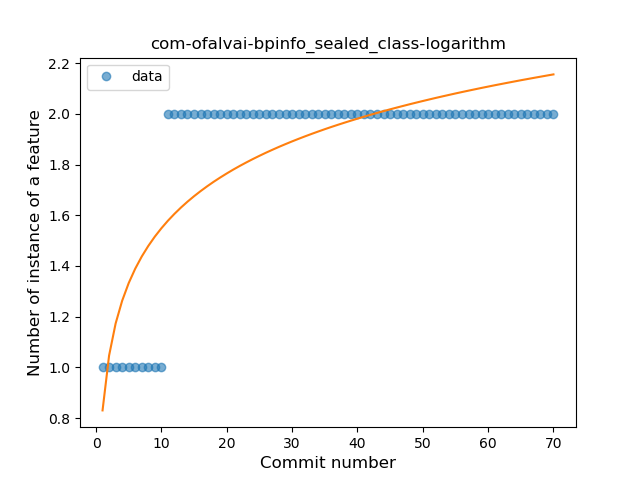 com-ofalvai-bpinfo_sealed_class-logarithm
data
Number of instance of a feature
2.2
2.0
1.8
1.6
1.4
1.2
1.0
0.8
0 10 20 30 40 50 60 70
Commit number